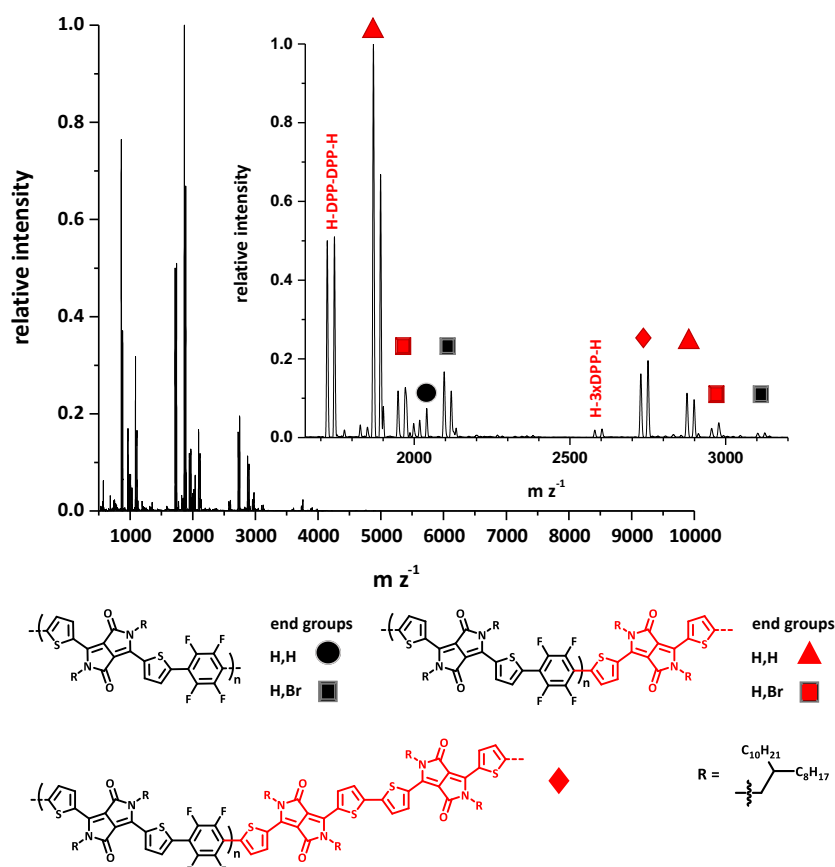 1.0
0.8
0.6
0.4
0.2
0.0
relative intensity
1000
2000
3000
4000
5000
6000
7000
8000
9000
10000
m z-1
1.0
0.8
0.6
0.4
0.2
0.0
relative intensity
H-DPP-DPP-H
H-3xDPP-H
2000
2500
3000
m z-1
S
O
R
N
N
R
O
S
F
F
F
F
n
end groups
H,H
H,Br
S
O
R
N
N
R
O
S
F
F
F
F
n
S
R
N
O
O
N
R
S
end groups
H,H
H,Br
S
O
R
N
N
R
O
S
F
F
n
S
R
N
O
O
N
R
S
S
R
N
O
O
N
R
S
R =
C10H21
C8H17